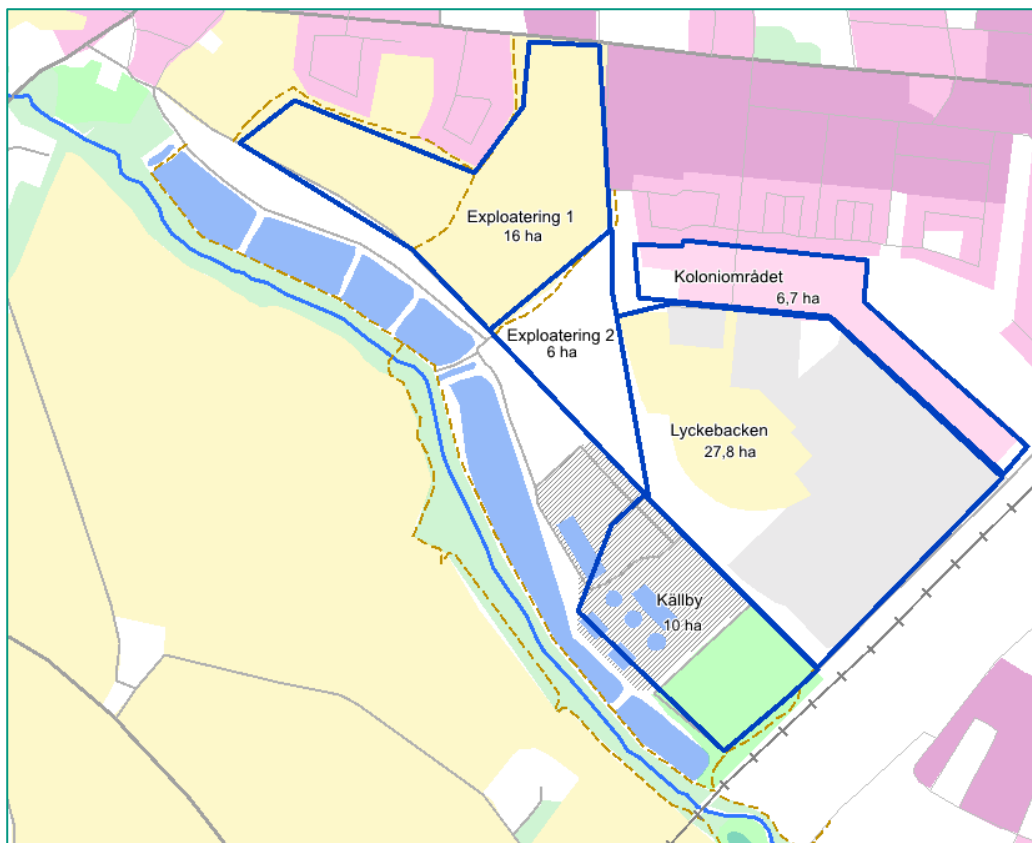 Exploatering 1
16 ha
Koloniområdet
6,7 ha
Exploatering 2
6 ha
Lyckebacken
27,8 ha
Källby
10 ha